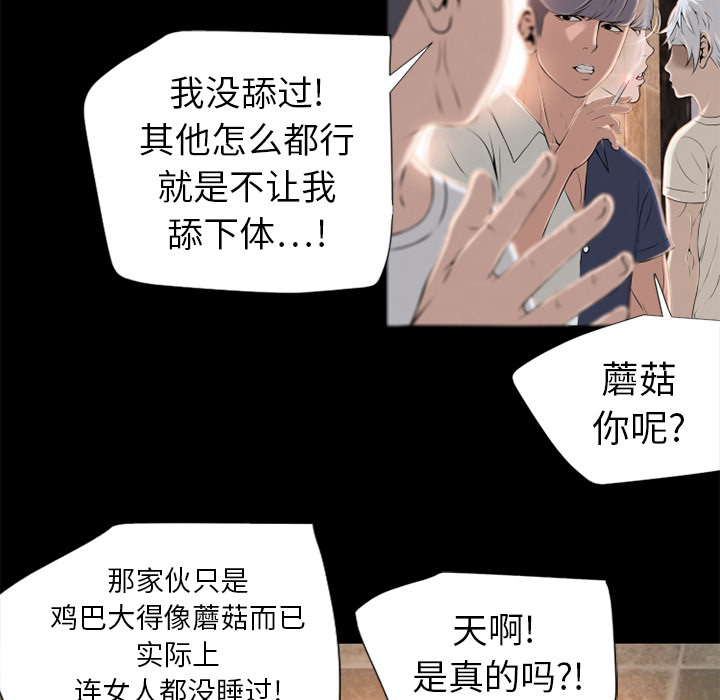 我没舔过!
其他怎么都行
就是不让我
舔下体...!
蘑菇
你呢?
那家伙只是
鸡巴大得像蘑菇而已
实际上
连女人都没睡过!
天啊!
是真的吗?!